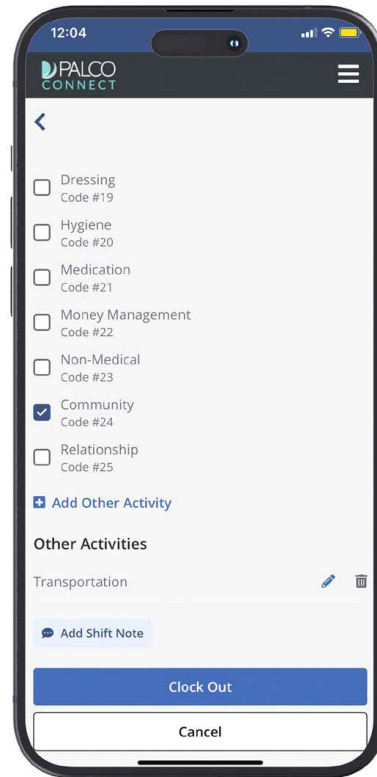 12:04
PALCO
CONNECT
Dressing
Code #19
Hygiene
Code #20
Medication
Code #21
Money Management
Code #22
Non-Medical
Code #23
Community
Code #24
Relationship
Code #25
Add Other Activity
Other Activities
Transportation
Add Shift Note
Clock Out
Cancel